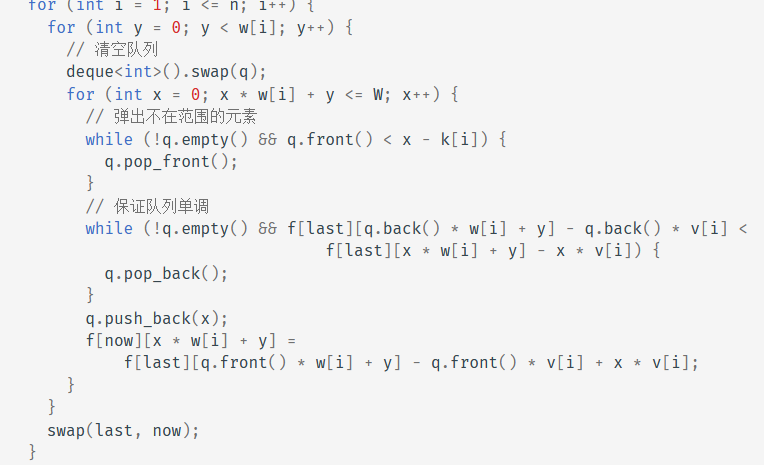 for (int i = 1; i <= n; i++) {
for (int y = 0; y < w[i]; y++) {
// 清空队列
deque<int>().swap(q);
for (int x = 0; x * w[i] + y <= W; x++) {
// 弹出不在范围的元素
while (!q.empty() && q.front() < x - k[i]) {
q.pop_front();
}
// 保证队列单调
while (!q.empty() && f[last][q.back() * w[i] + y] - q.back() * v[i] <
f[last][x * w[i] + y] - x * v[i]) {
q.pop_back();
}
q.push_back(x);
f[now][x * w[i] + y] =
f[last][q.front() * w[i] + y] - q.front() * v[i] + x * v[i];
}
}
swap(last, now);
}